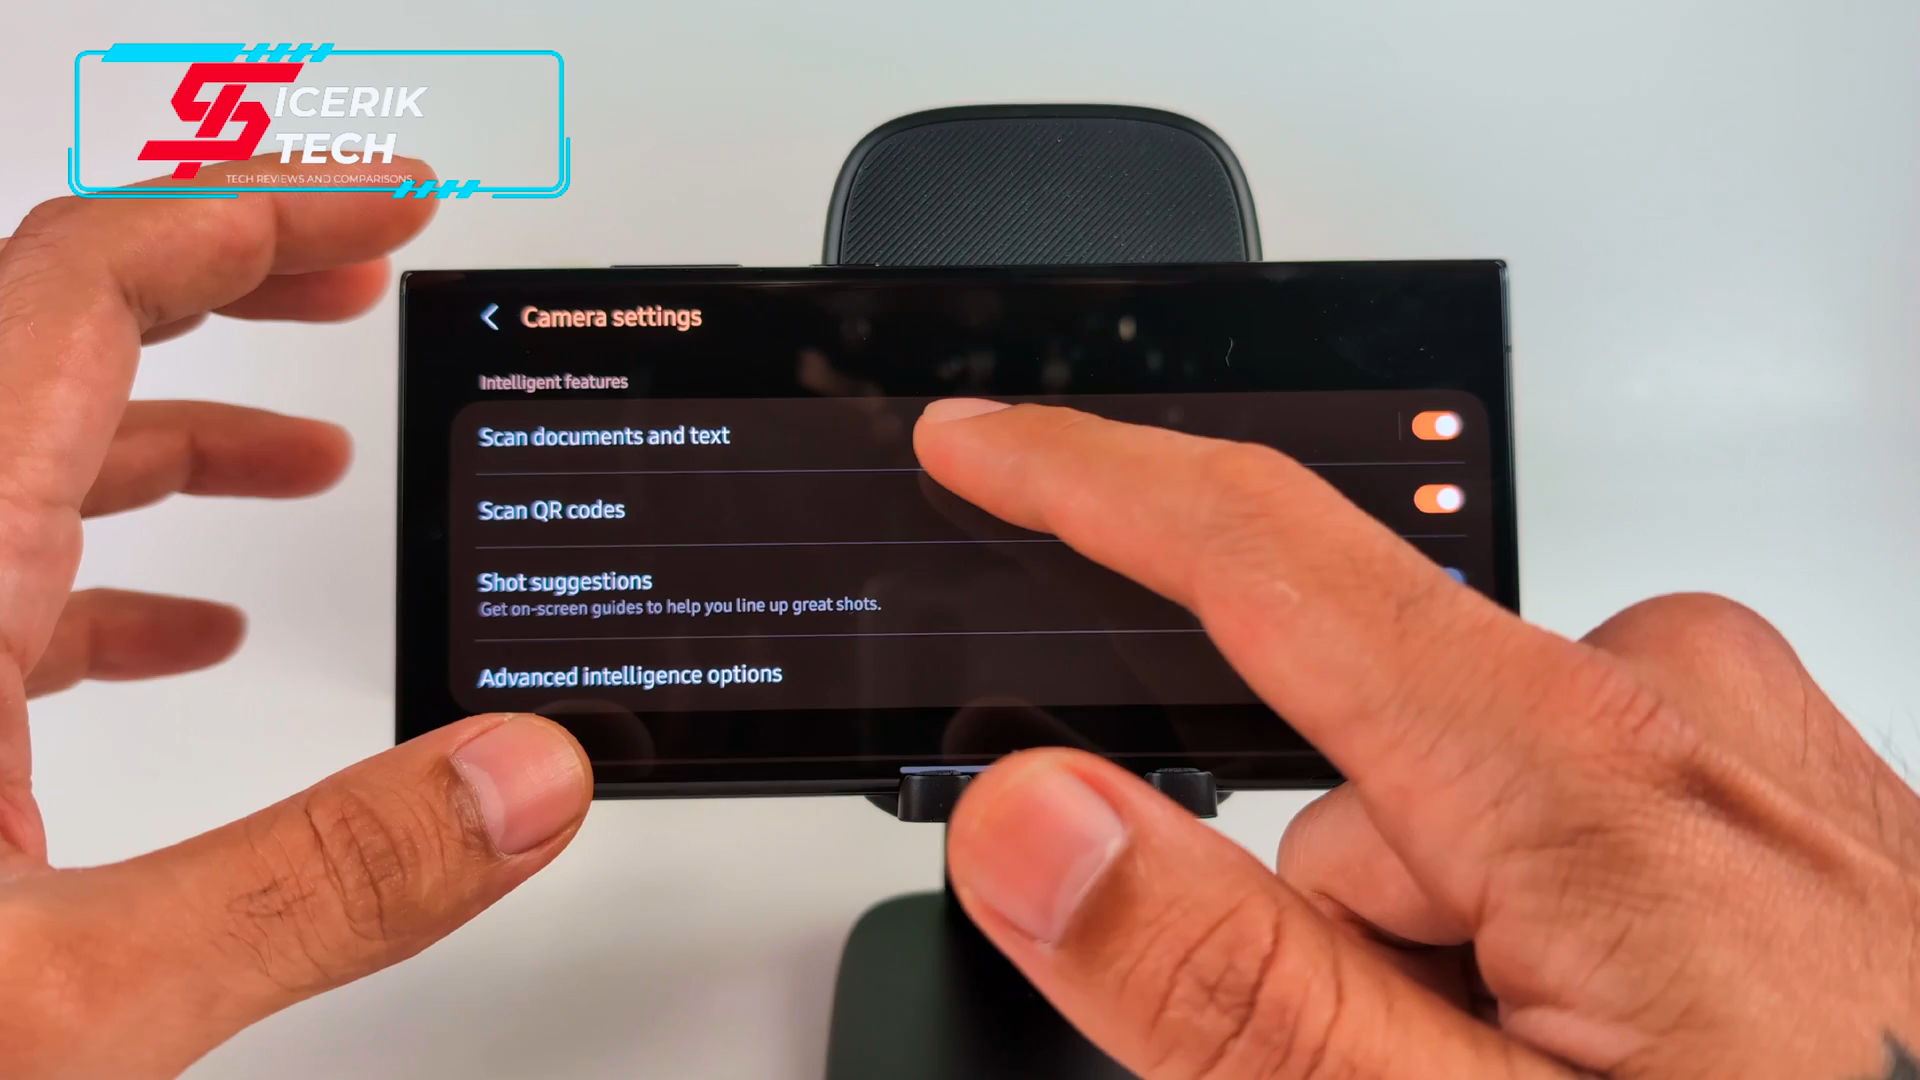 ICERIK
TECH
TECH REVIEWS AND COMPARISONS
Camera settings
Intelligent features
Scan documents and text
Scan QR codes
Shot suggestions
Get on-screen guides to help you line up great shots.
Advanced intelligence options